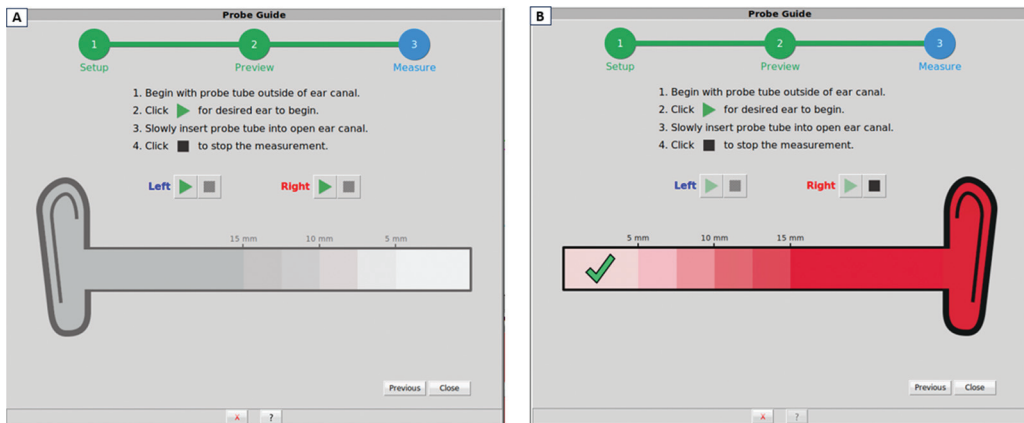 A
Probe Guide
1
2
3
Setup
Preview
Measure
1. Begin with probe tube outside of ear canal.
2. Click for desired ear to begin.
3. Slowly insert probe tube into open ear canal.
4. Click to stop the measurement.
Left
Right
15 mm
10 mm
5 mm
Previous
Close
X
?
B
Probe Guide
1
2
3
Setup
Preview
Measure
1. Begin with probe tube outside of ear canal.
2. Click for desired ear to begin.
3. Slowly insert probe tube into open ear canal.
4. Click to stop the measurement.
Left
Right
5 mm
10 mm
15 mm
Previous
Close
X
?